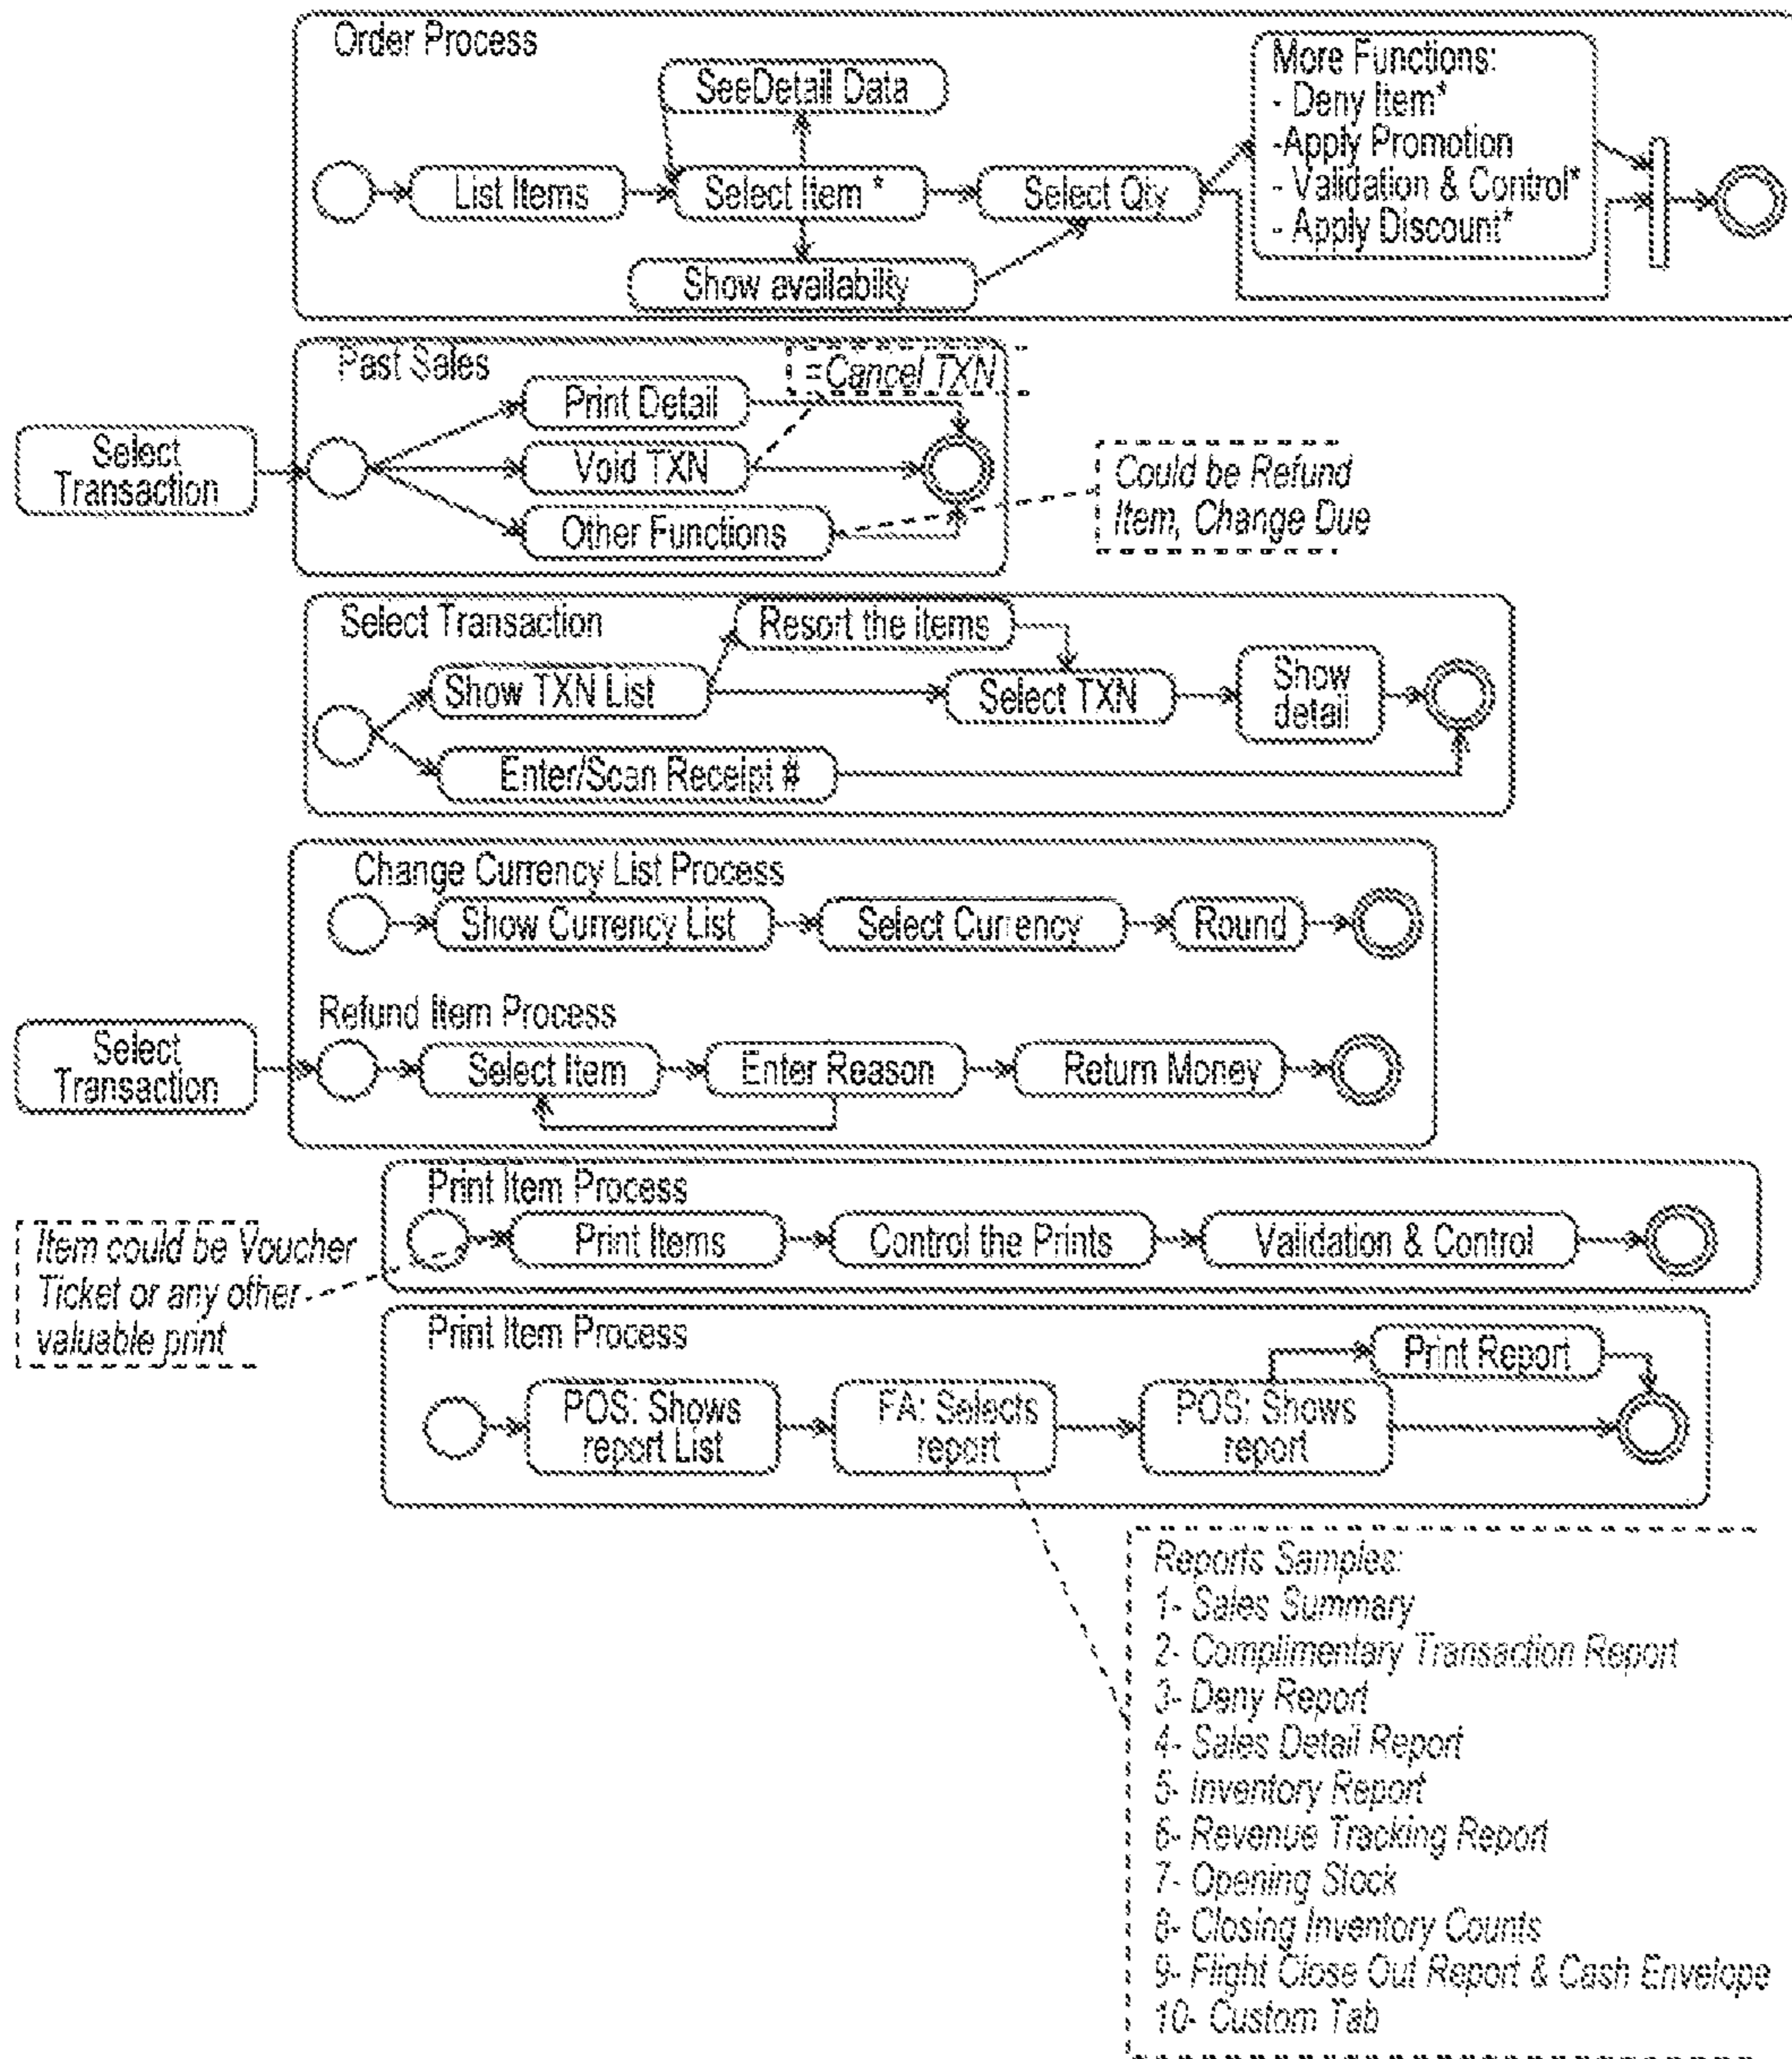 Order Process
SeeDetail Data
List Items
Select Item *
Select Qty
Show availabilty
More Functions:
- Deny Item*
-Apply Promotion
- Validation & Control*
- Apply Discount*
Past Sales
=Cancel TXN
Print Detail
Select
Transaction
Void TXN
Other Functions
Could be Refund
Item, Change Due
Select Transaction
Resort the items
Show TXN List
Select TXN
Show
detail
Enter/Scan Receipt #
Change Currency List Process
Show Currency List
Select Currency
Round
Refund Item Process
Select
Transaction
Select Item
Enter Reason
Return Money
Print Item Process
Item could be Voucher
Ticket or any other
valuable print
Print Items
Control the Prints
Validation & Control
Print Item Process
Print Report
POS: Shows
report List
FA: Selects
report
POS: Shows
report
Reports Samples:
1- Sales Summary
2- Complimentary Transaction Report
3- Deny Report
4- Sales Detail Report
5- Inventory Report
6- Revenue Tracking Report
7- Opening Stock
8- Closing Inventory Counts
9- Flight Close Out Report & Cash Envelope
10- Custom Tab